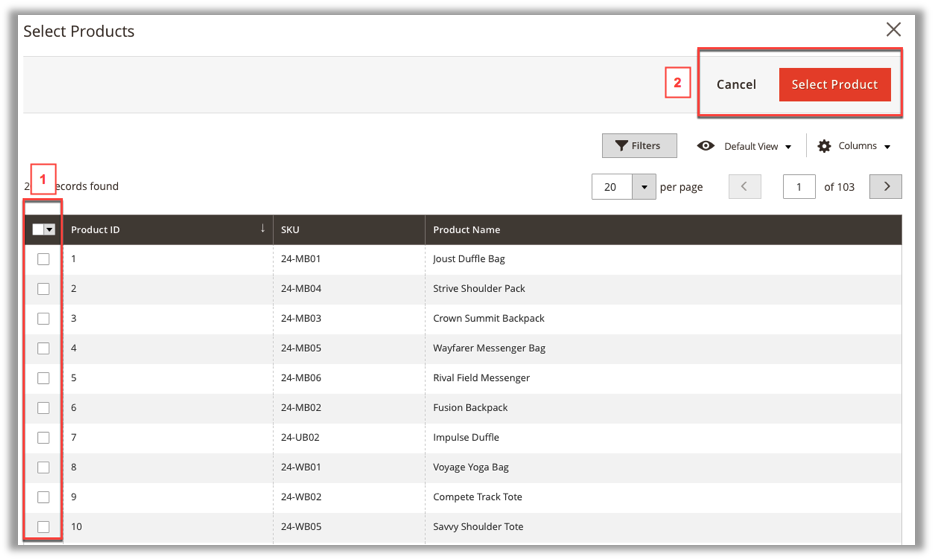 Select Products
2
Cancel
Select Product
Filters
Default View
Columns
1
records found
20
per page
1
of 103
Product ID
SKU
Product Name
1
24-MB01
Joust Duffle Bag
2
24-MB04
Strive Shoulder Pack
3
24-MB03
Crown Summit Backpack
4
24-MB05
Wayfarer Messenger Bag
5
24-MB06
Rival Field Messenger
6
24-MB02
Fusion Backpack
7
24-UB02
Impulse Duffle
8
24-WB01
Voyage Yoga Bag
9
24-WB02
Compete Track Tote
10
24-WB05
Savvy Shoulder Tote